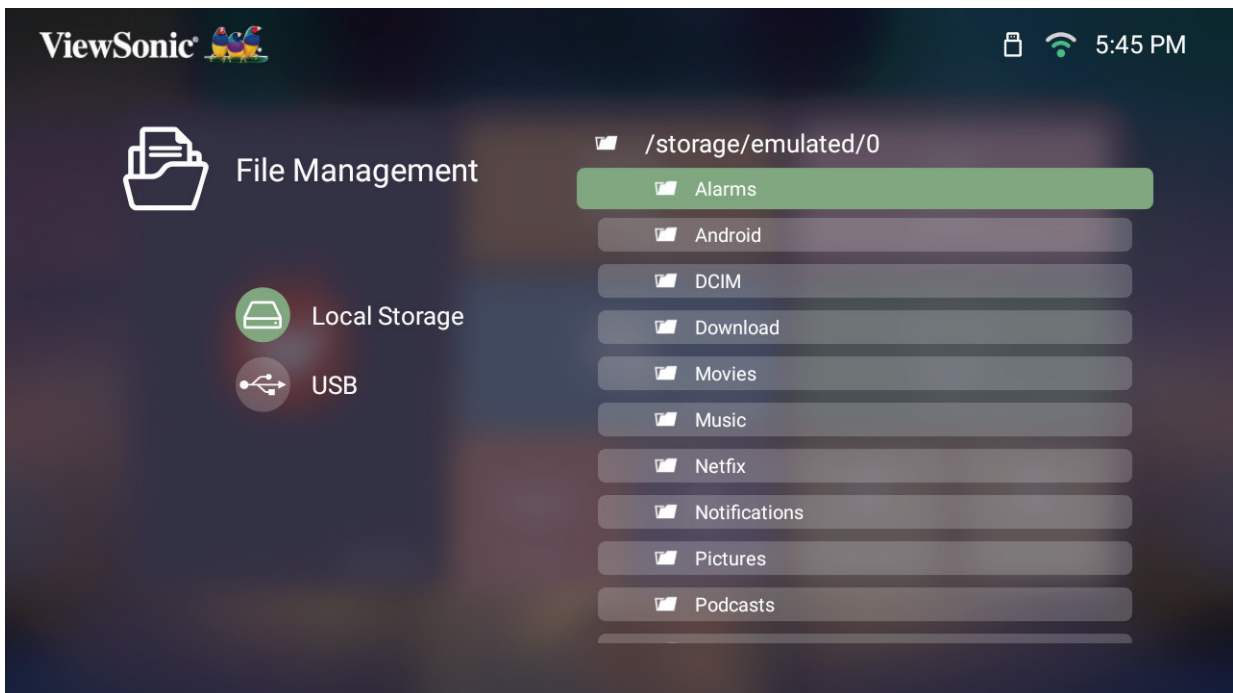 ViewSonic®
5:45 PM
File Management
Local Storage
USB
/storage/emulated/0
Alarms
Android
DCIM
Download
Movies
Music
Netfix
Notifications
Pictures
Podcasts